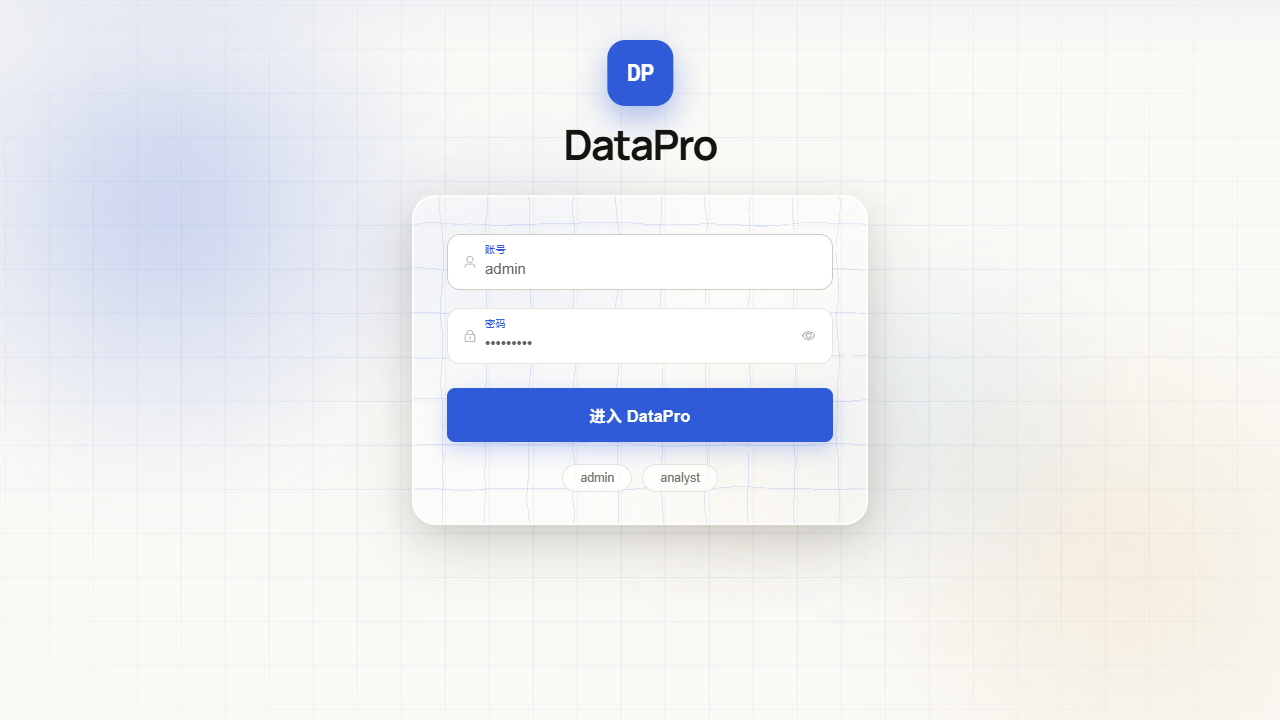 DP
DataPro
账号
admin
密码
•••••••••
进入 DataPro
admin
analyst